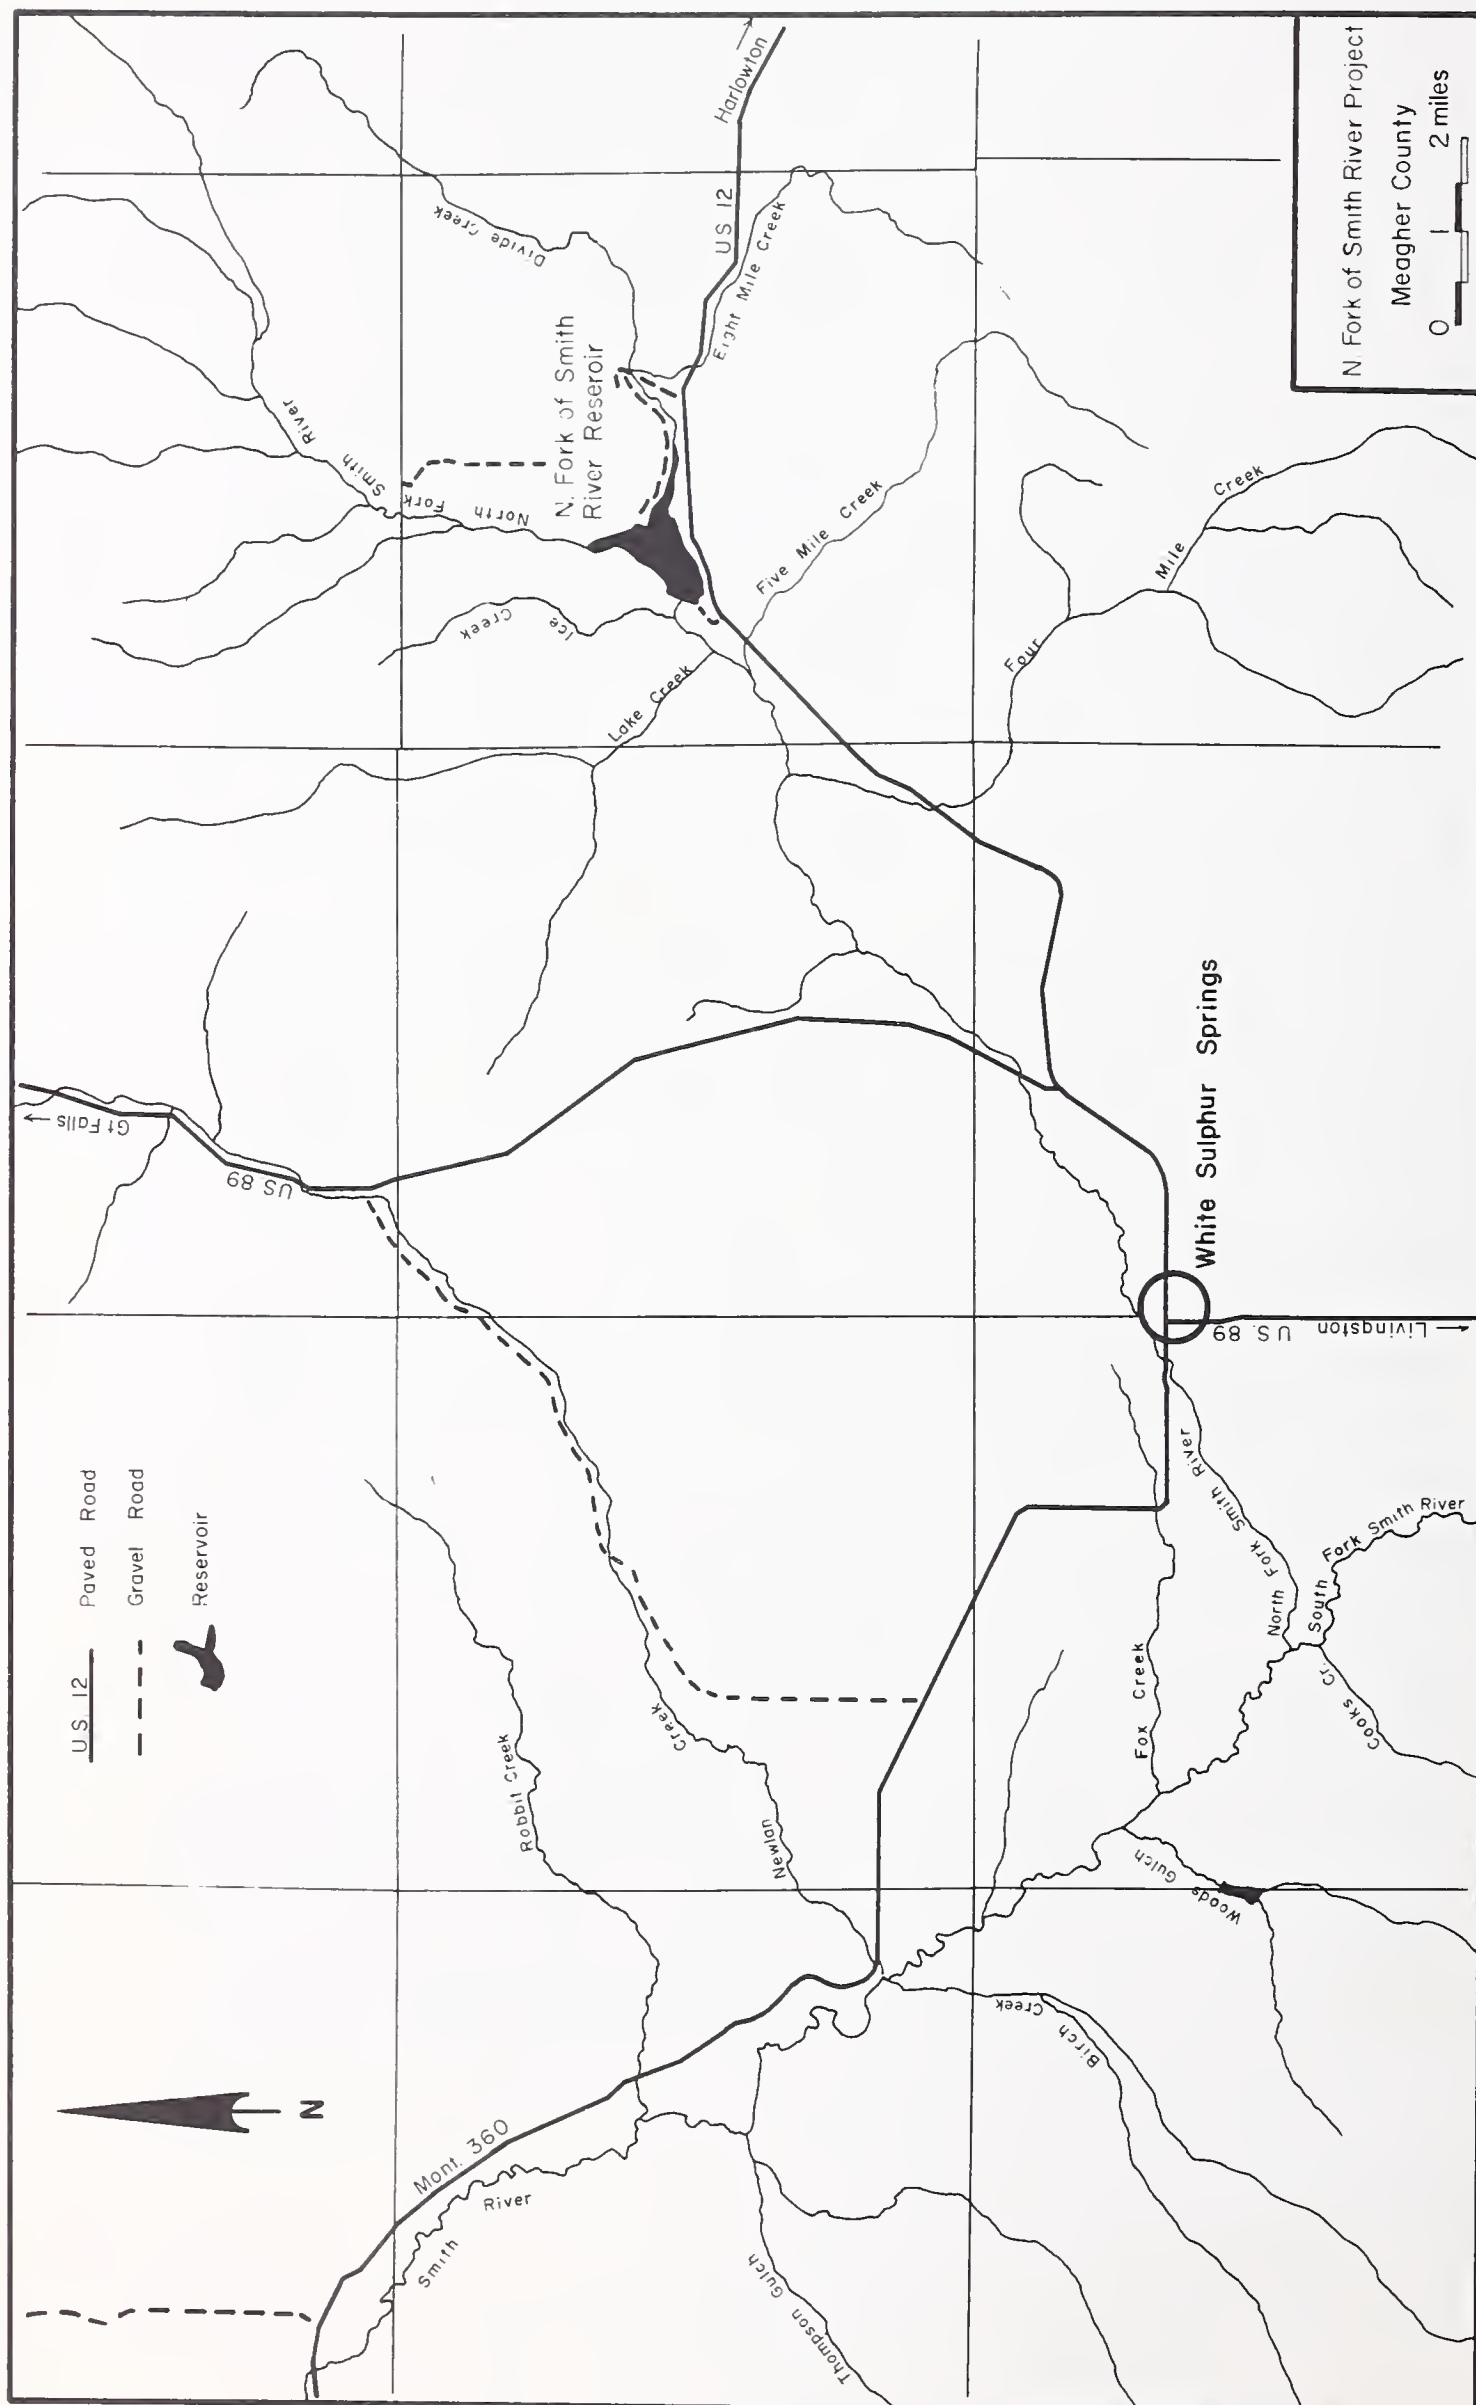 U.S. 12 Paved Road
Gravel Road
Reservoir
N
Gt Falls
US 89
Mont. 360
Smith
River
Rabbit Creek
Newlan
Creek
Thompson Gulch
Birch
Creek
Woods
Gulch
Fox Creek
Cooks Cr.
North Fork Smith River
South Fork Smith River
White Sulphur Springs
U.S. 89
Livingston
Lake Creek
Ice
Creek
North
Fork
Smith
River
N. Fork of Smith
River Reseroir
Divide Creek
US 12
Harlowton
Eight Mile Creek
Five Mile Creek
Four
Mile
Creek
N. Fork of Smith River Project
Meagher County
0 1 2 miles